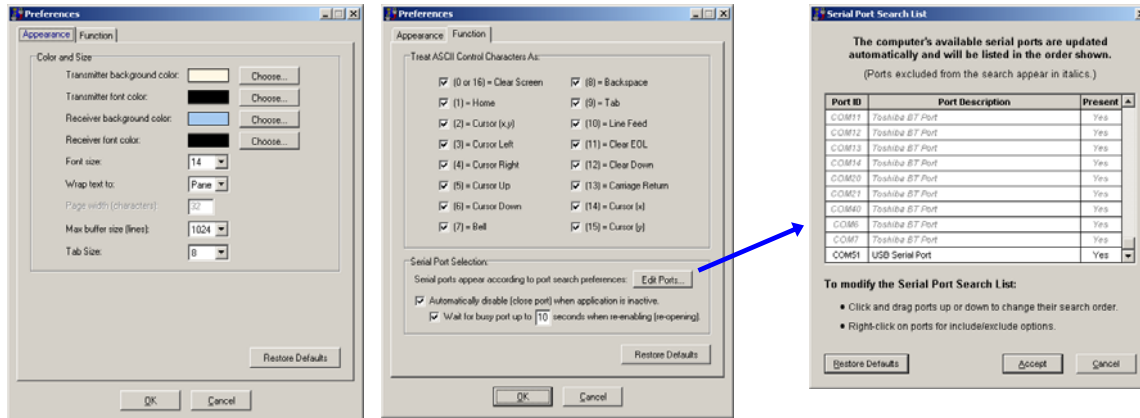 Preferences
Appearance Function
Color and Size
Transmitter background color: Choose...
Transmitter font color: Choose...
Receiver background color: Choose...
Receiver font color: Choose...
Font size: 14
Wrap text to: Pane
Page width (characters): 32
Max buffer size (lines): 1024
Tab Size: 8
Restore Defaults
OK Cancel
Preferences
Appearance Function
Treat ASCII Control Characters As:
(0 or 16) = Clear Screen (8) = Backspace
(1) = Home (9) = Tab
(2) = Cursor (x,y) (10) = Line Feed
(3) = Cursor Left (11) = Clear EOL
(4) = Cursor Right (12) = Clear Down
(5) = Cursor Up (13) = Carriage Return
(6) = Cursor Down (14) = Cursor (x)
(7) = Bell (15) = Cursor (y)
Serial Port Selection:
Serial ports appear according to port search preferences: Edit Ports...
Automatically disable (close port) when application is inactive.
Wait for busy port up to 10 seconds when re-enabling (re-opening).
Restore Defaults
OK Cancel
Serial Port Search List
The computer's available serial ports are updated
automatically and will be listed in the order shown.
(Ports excluded from the search appear in italics.)
Port ID Port Description Present
COM11 Toshiba BT Port Yes
COM12 Toshiba BT Port Yes
COM13 Toshiba BT Port Yes
COM14 Toshiba BT Port Yes
COM20 Toshiba BT Port Yes
COM21 Toshiba BT Port Yes
COM40 Toshiba BT Port Yes
COM6 Toshiba BT Port Yes
COM7 Toshiba BT Port Yes
COM51 USB Serial Port Yes
To modify the Serial Port Search List:
• Click and drag ports up or down to change their search order.
• Right-click on ports for include/exclude options.
Restore Defaults Accept Cancel